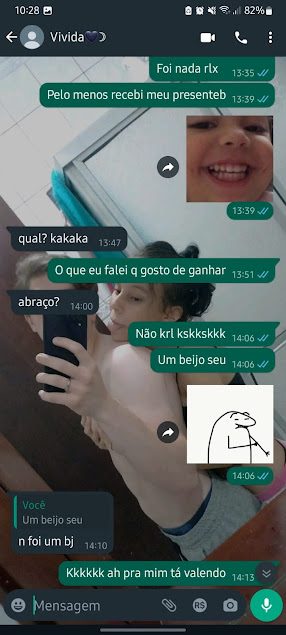 10:28
82%
Vivida
Foi nada rlx
13:35
Pelo menos recebi meu presenteb
13:39
13:39
qual? kakaka
13:47
O que eu falei q gosto de ganhar
13:51
abraço?
14:00
Não krl kskkskkk
14:06
Um beijo seu
14:06
14:06
Você
Um beijo seu
n foi um bj
14:10
Kkkkkk ah pra mim tá valendo
14:13
Mensagem
R$